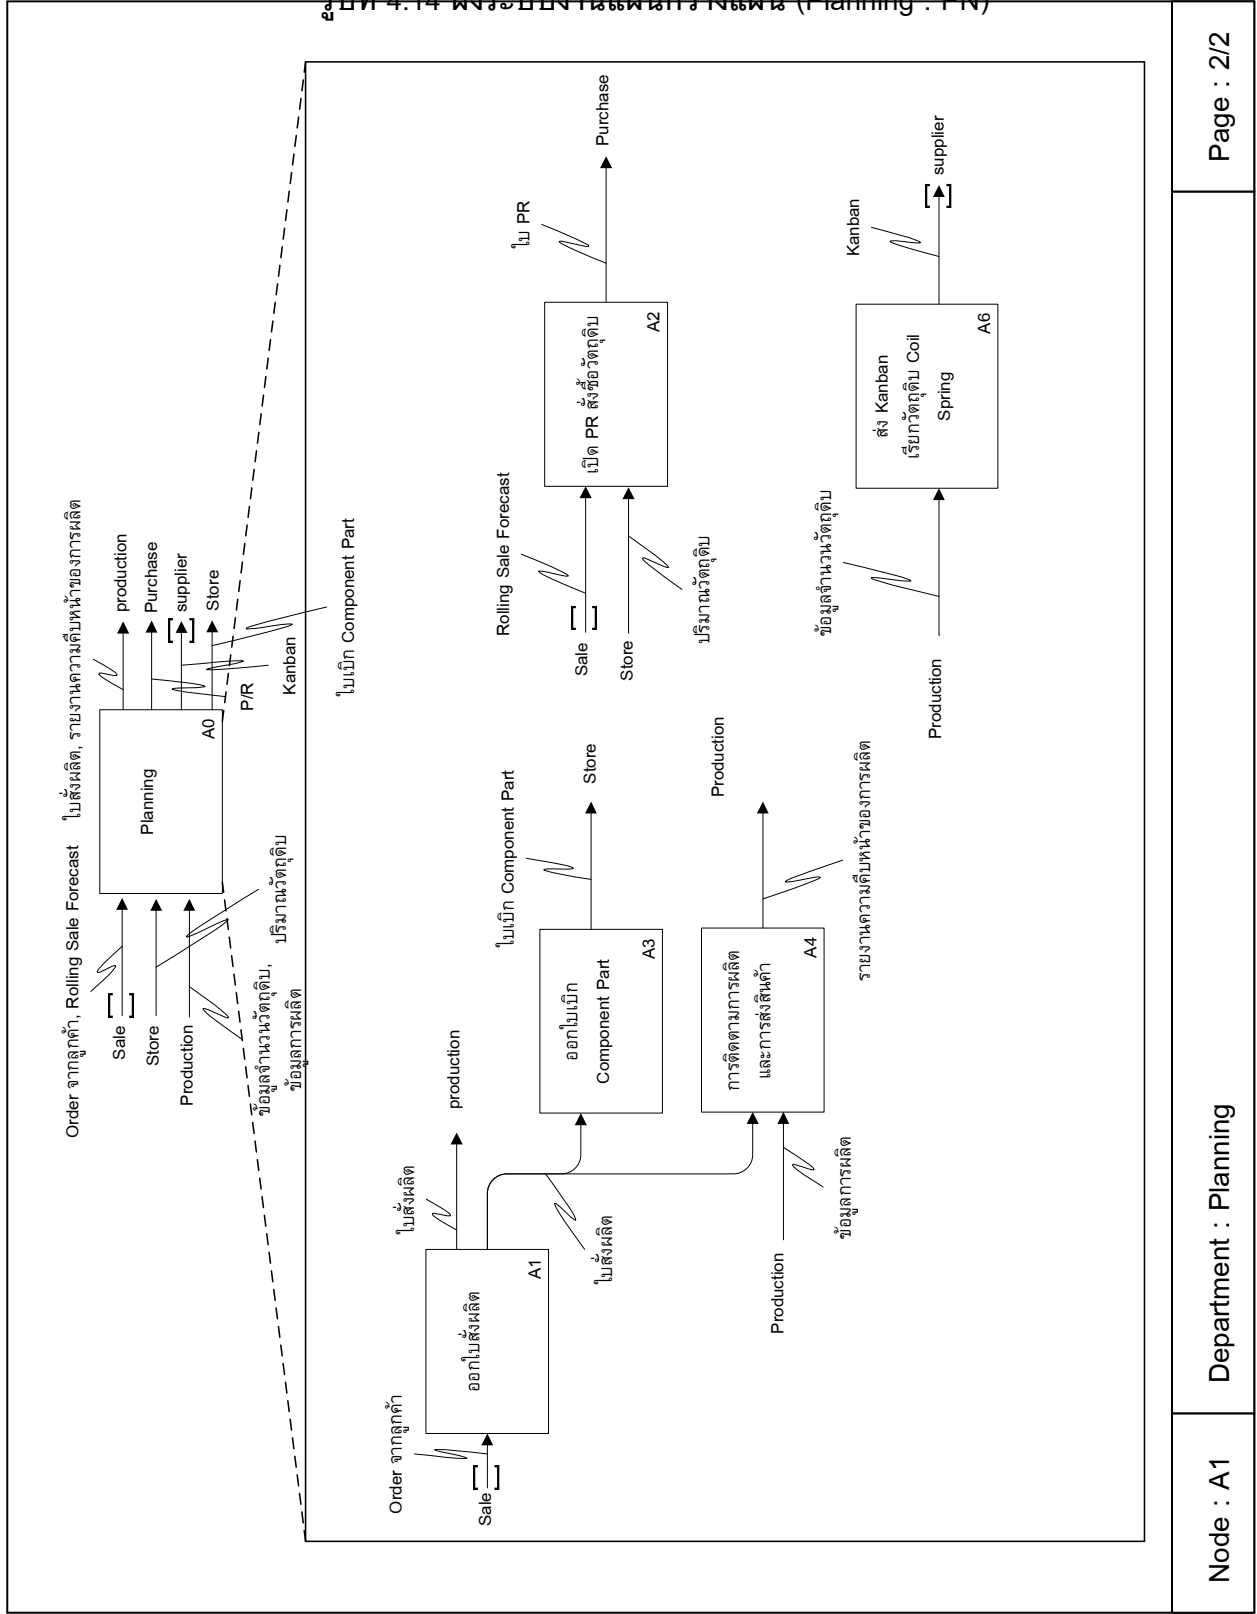 รูปที่ 4.14 ผังระบบงานแผนกวางแผน (Planning : PN)
Order จากลูกค้า, Rolling Sale Forecast
ใบสั่งผลิต, รายงานความคืบหน้าของการผลิต
Sale
Store
Production
Planning
A0
production
Purchase
supplier
Store
ข้อมูลจำนวนวัตถุดิบ,
ข้อมูลการผลิต
ปริมาณวัตถุดิบ
P/R
Kanban
ใบเบิก Component Part
Order จากลูกค้า
Sale
ออกใบสั่งผลิต
A1
ใบสั่งผลิต
production
ใบสั่งผลิต
ออกใบเบิก
Component Part
A3
ใบเบิก Component Part
Store
Production
ข้อมูลการผลิต
การติดตามการผลิต
และการส่งสินค้า
A4
รายงานความคืบหน้าของการผลิต
Production
Rolling Sale Forecast
Sale
Store
ปริมาณวัตถุดิบ
เปิด PR สั่งซื้อวัตถุดิบ
A2
ใบ PR
Purchase
Production
ข้อมูลจำนวนวัตถุดิบ
ส่ง Kanban
เรียกวัตถุดิบ Coil
Spring
A6
Kanban
supplier
Node : A1
Department : Planning
Page : 2/2